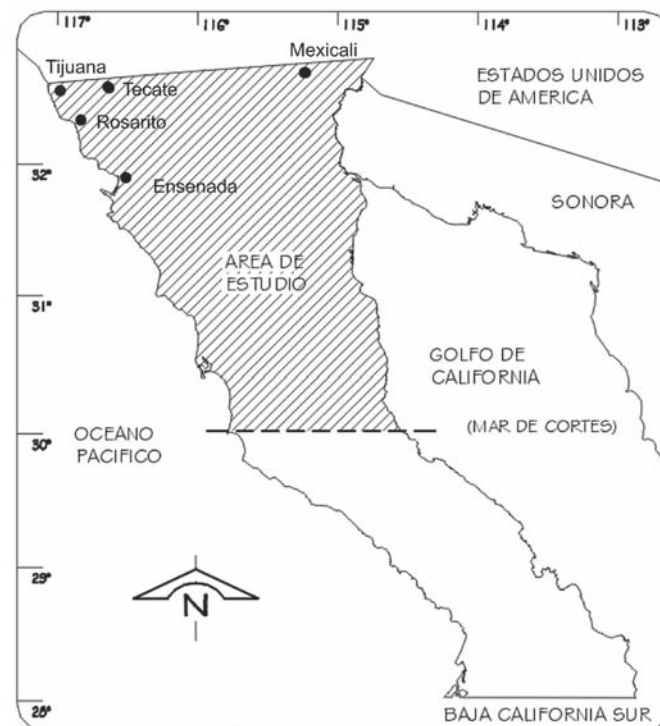 117° 116° 115° 114° 113°
Tijuana
Mexicali
Tecate
ESTADOS UNIDOS
DE AMERICA
Rosarito
32°
Ensenada
SONORA
AREA DE
ESTUDIO
31°
GOLFO DE
CALIFORNIA
(MAR DE CORTES)
30°
OCEANO
PACIFICO
29°
N
28°
BAJA CALIFORNIA SUR